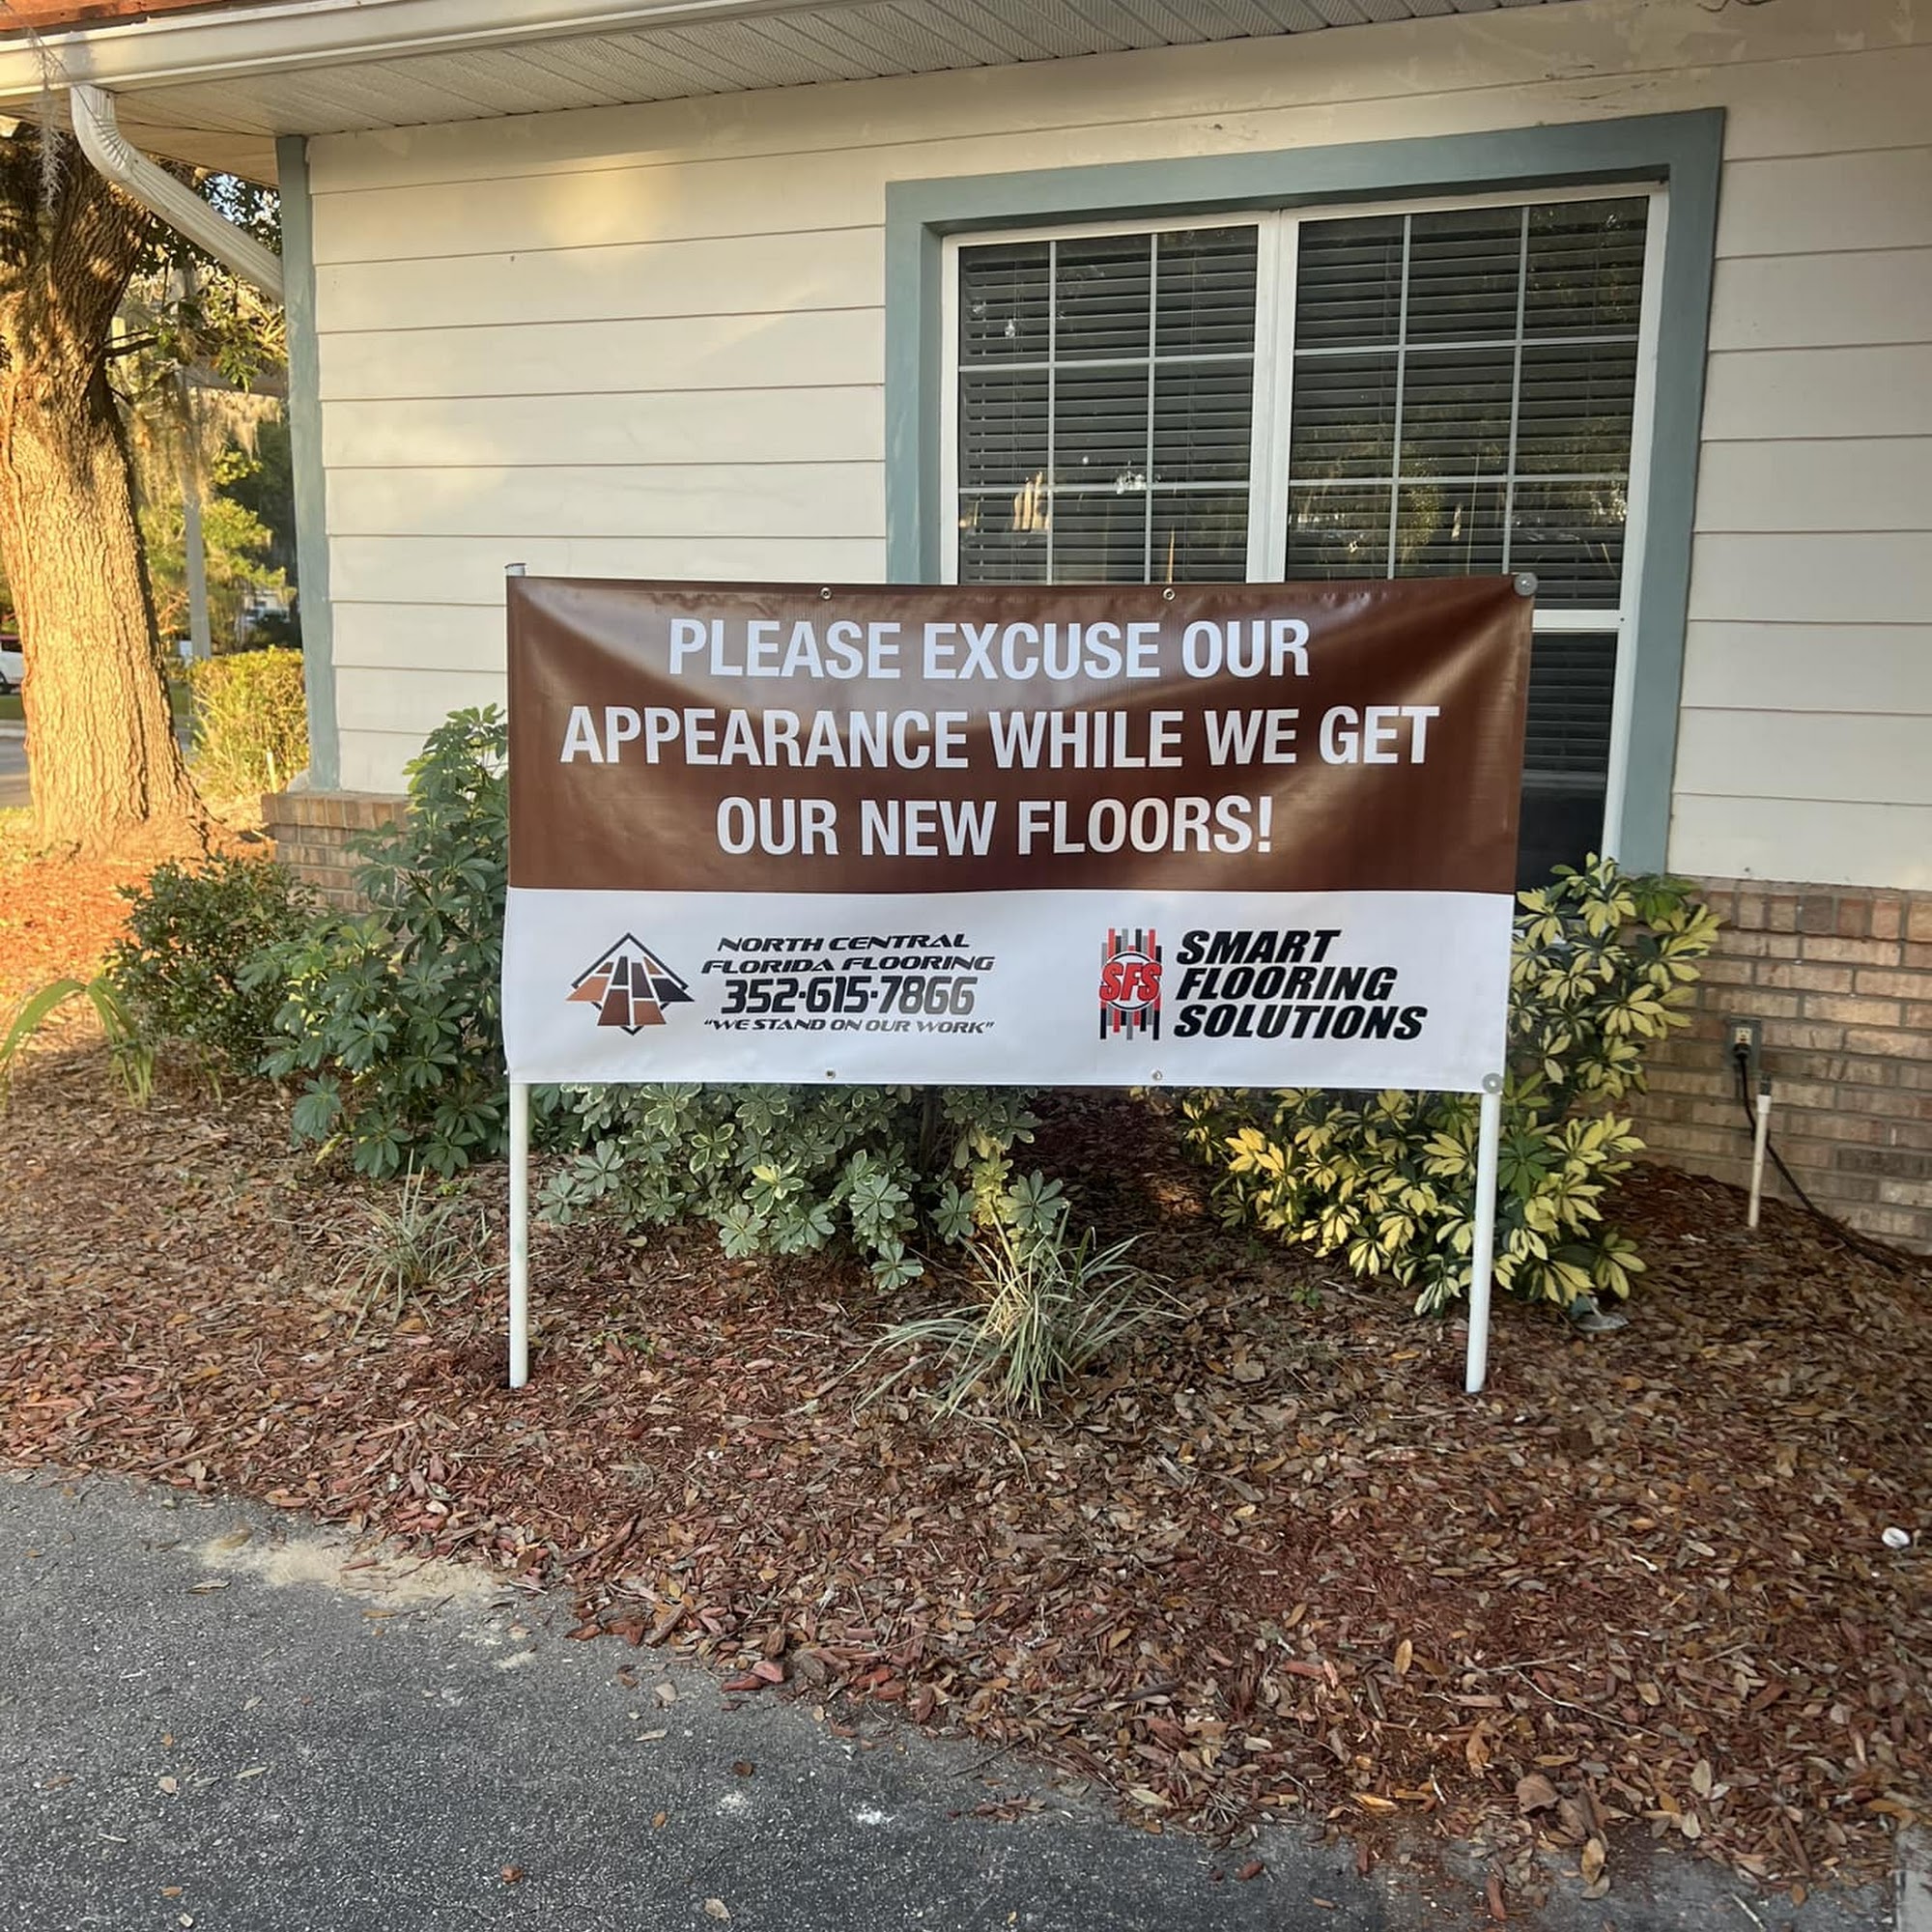 PLEASE EXCUSE OUR
APPEARANCE WHILE WE GET
OUR NEW FLOORS!
NORTH CENTRAL
FLORIDA FLOORING
352-615-7866
"WE STAND ON OUR WORK"
SFS
SMART
FLOORING
SOLUTIONS